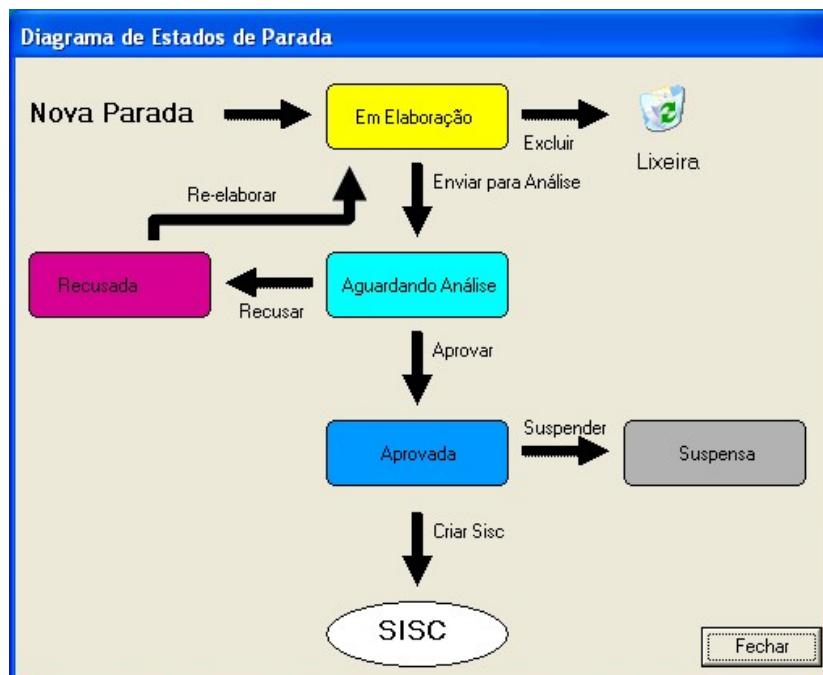 Diagrama de Estados de Parada
Nova Parada
Em Elaboração
Excluir
Lixeira
Enviar para Análise
Re-elaborar
Recusada
Recusar
Aguardando Análise
Aprovar
Aprovada
Suspender
Suspensa
Criar Sisc
SISC
Fechar